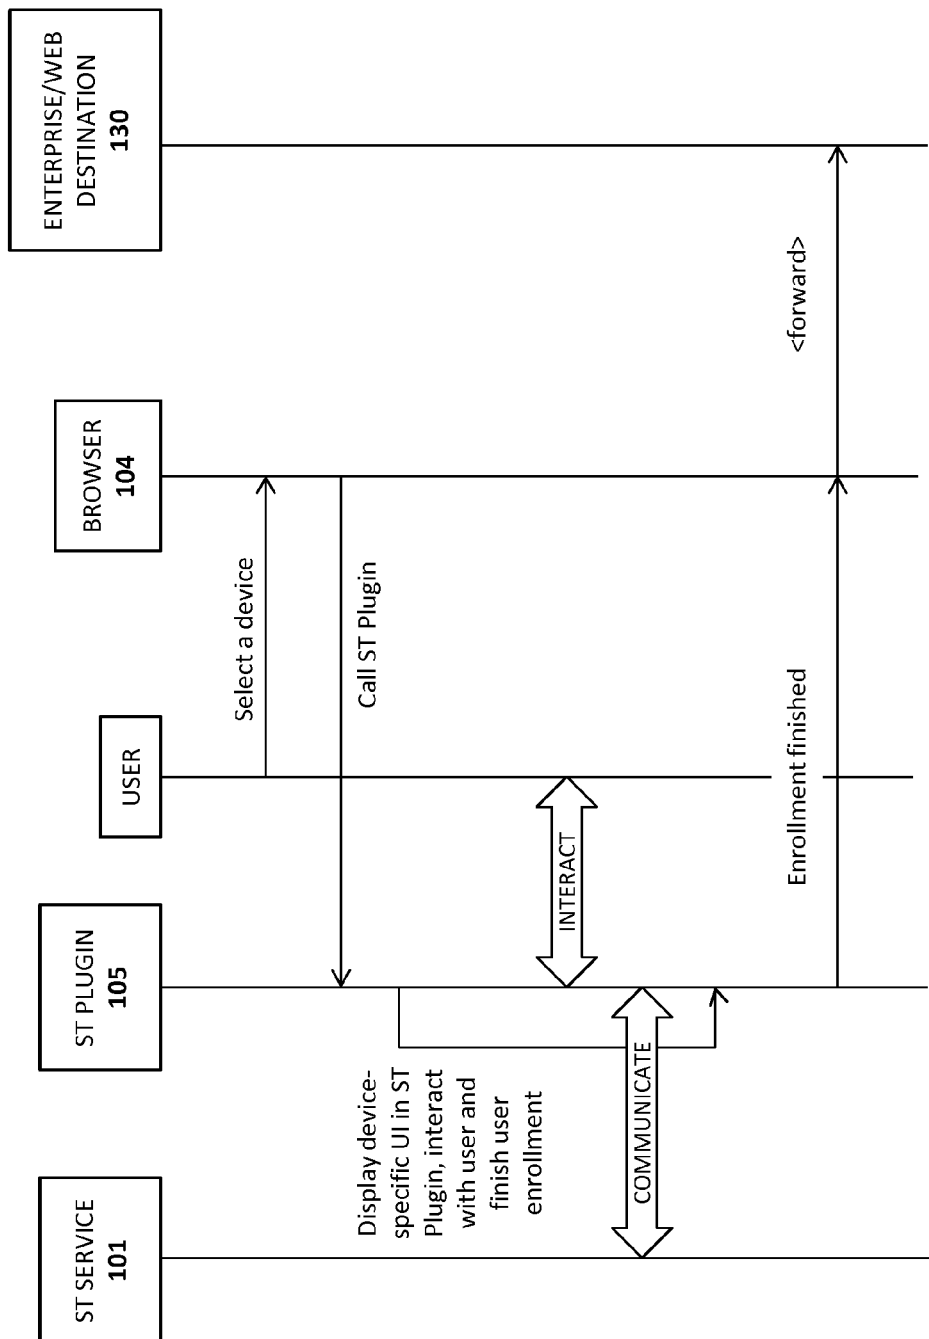 ST SERVICE
101
ST PLUGIN
105
USER
BROWSER
104
ENTERPRISE/WEB
DESTINATION
130
Select a device
Call ST Plugin
Display device-
specific UI in ST
Plugin, interact
with user and
finish user
enrollment
INTERACT
COMMUNICATE
Enrollment finished
<forward>